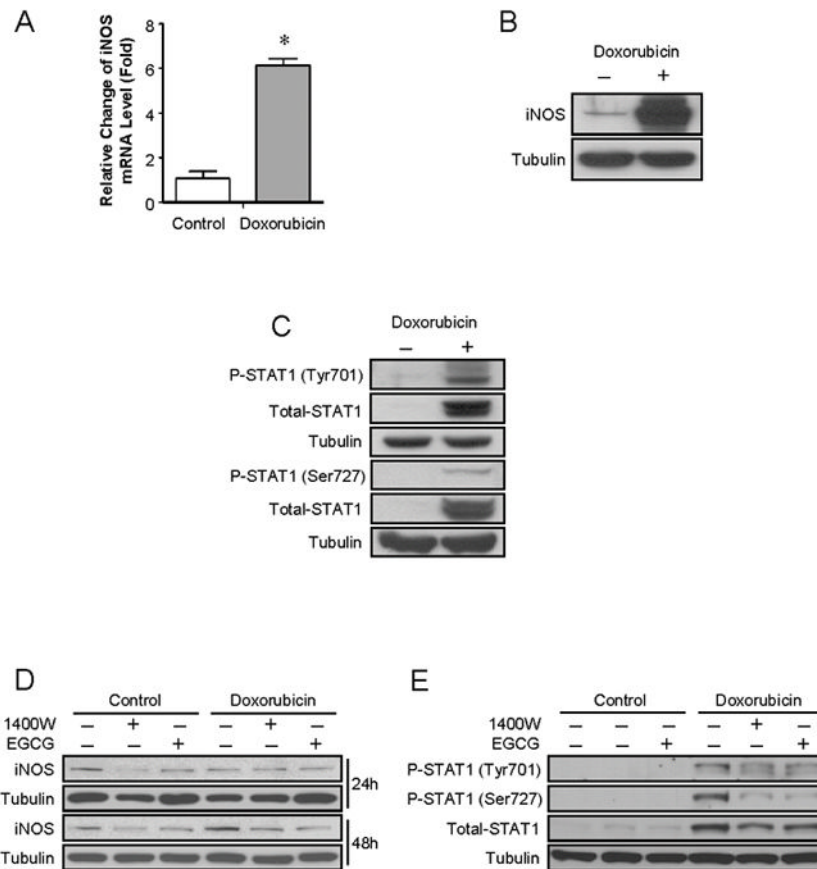 A
Relative Change of iNOS
mRNA Level (Fold)
8
6
4
2
0
*
Control Doxorubicin
B
Doxorubicin
– +
iNOS
Tubulin
C
Doxorubicin
– +
P-STAT1 (Tyr701)
Total-STAT1
Tubulin
P-STAT1 (Ser727)
Total-STAT1
Tubulin
D
Control Doxorubicin
1400W – + – – + –
EGCG – – + – – +
iNOS
Tubulin
24h
iNOS
Tubulin
48h
E
Control Doxorubicin
1400W – – – – + –
EGCG – – + – – +
P-STAT1 (Tyr701)
P-STAT1 (Ser727)
Total-STAT1
Tubulin